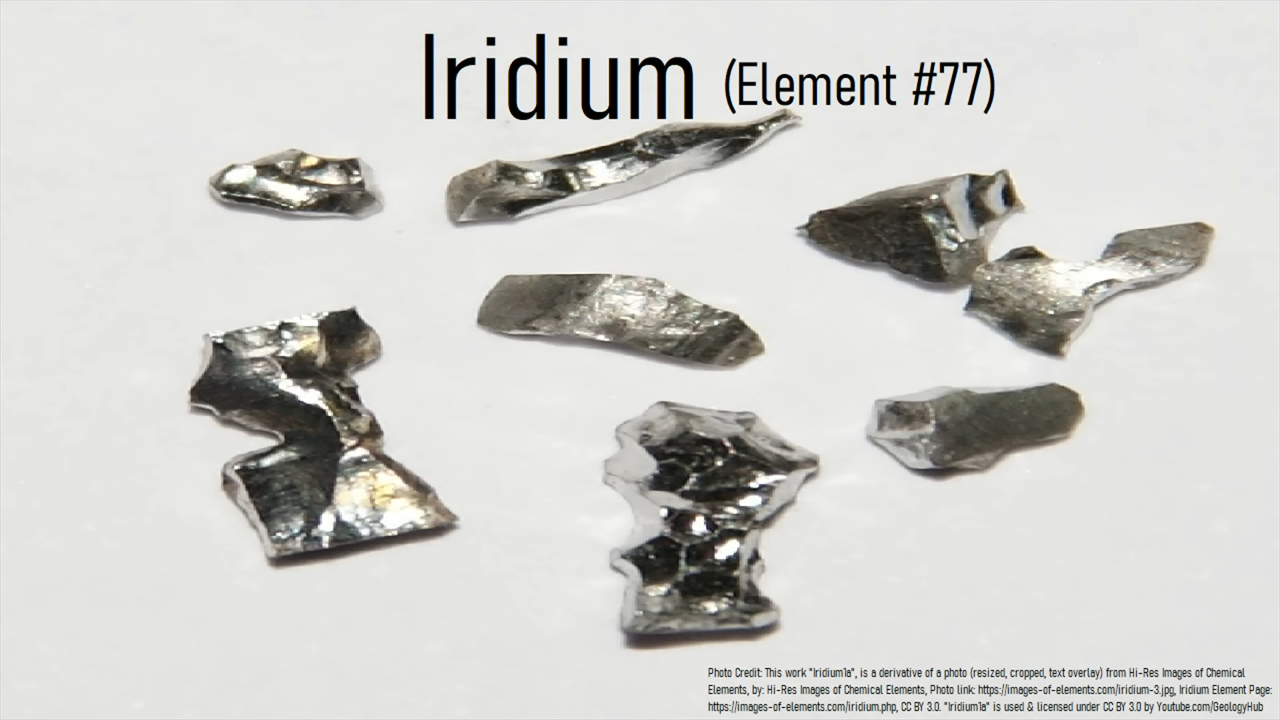 Iridium (Element #77)
Photo Credit: This work "Iridium1a", is a derivative of a photo (resized, cropped, text overlay) from Hi-Res Images of Chemical
Elements, by: Hi-Res Images of Chemical Elements, Photo link: https://images-of-elements.com/iridium-3.jpg, Iridium Element Page:
https://images-of-elements.com/iridium.php, CC BY 3.0. "Iridium1a" is used & licensed under CC BY 3.0 by Youtube.com/GeologyHub